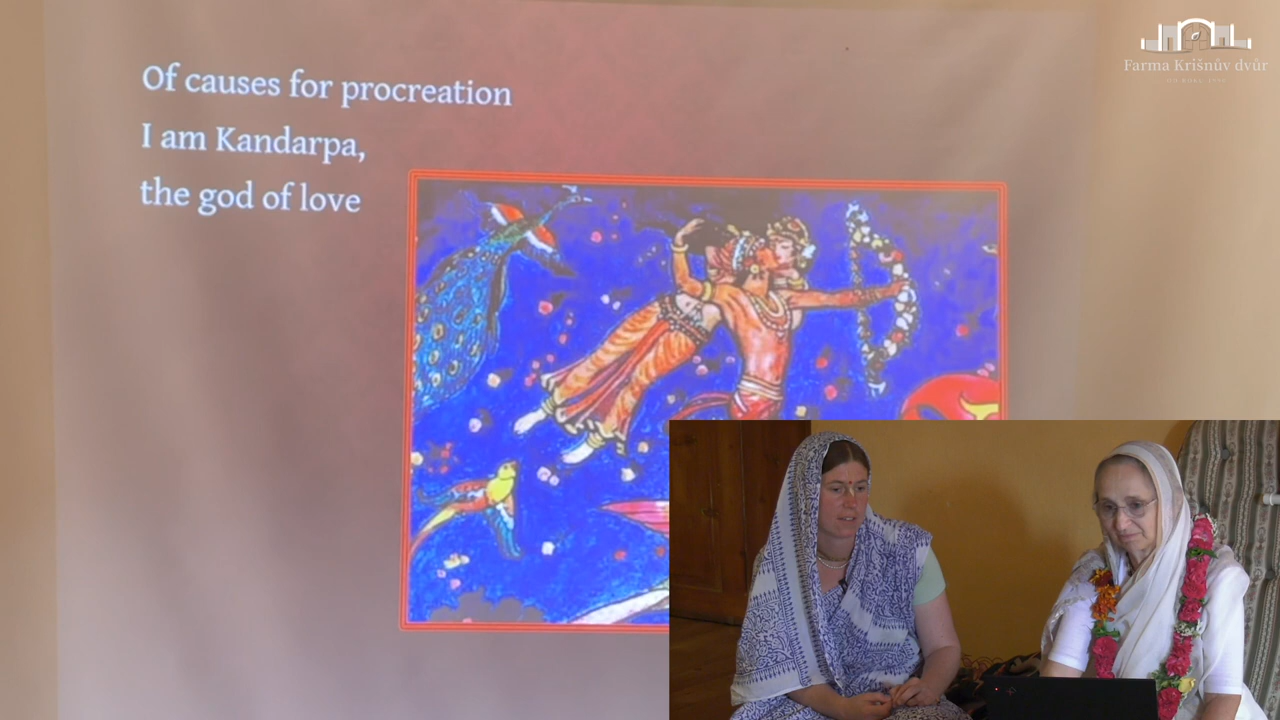 Of causes for procreation
I am Kandarpa,
the god of love
Farma Krišnův dvůr